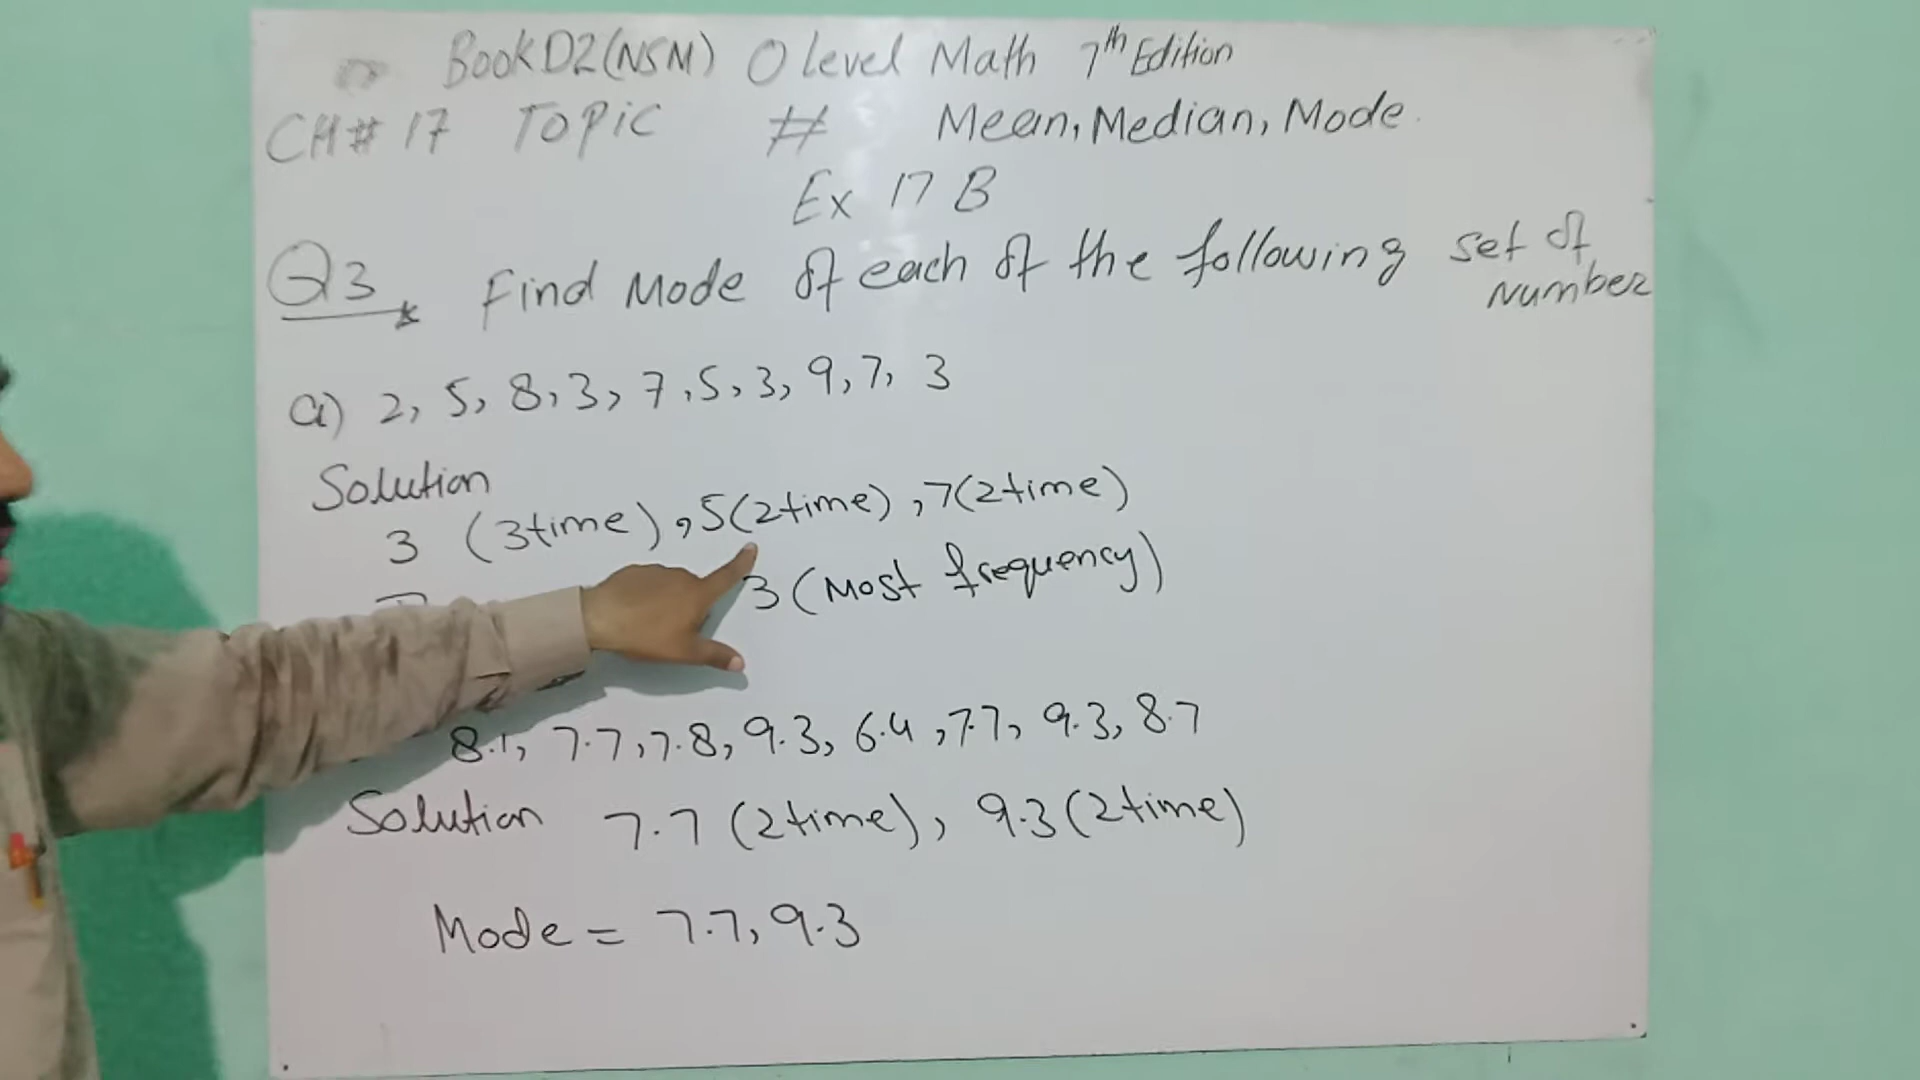 Book D2(NSM) O Level Math 7th Edition
CH# 17 Topic # Mean, Median, Mode.
Ex 17 B
Q3 Find Mode of each of the following set of number
a) 2, 5, 8, 3, 7, 5, 3, 9, 7, 3
Solution
3 (3time), 5(2time), 7(2time)
3 (Most frequency)
8.1, 7.7, 7.8, 9.3, 6.4, 7.7, 9.3, 8.7
Solution 7.7 (2time), 9.3 (2time)
Mode = 7.7, 9.3